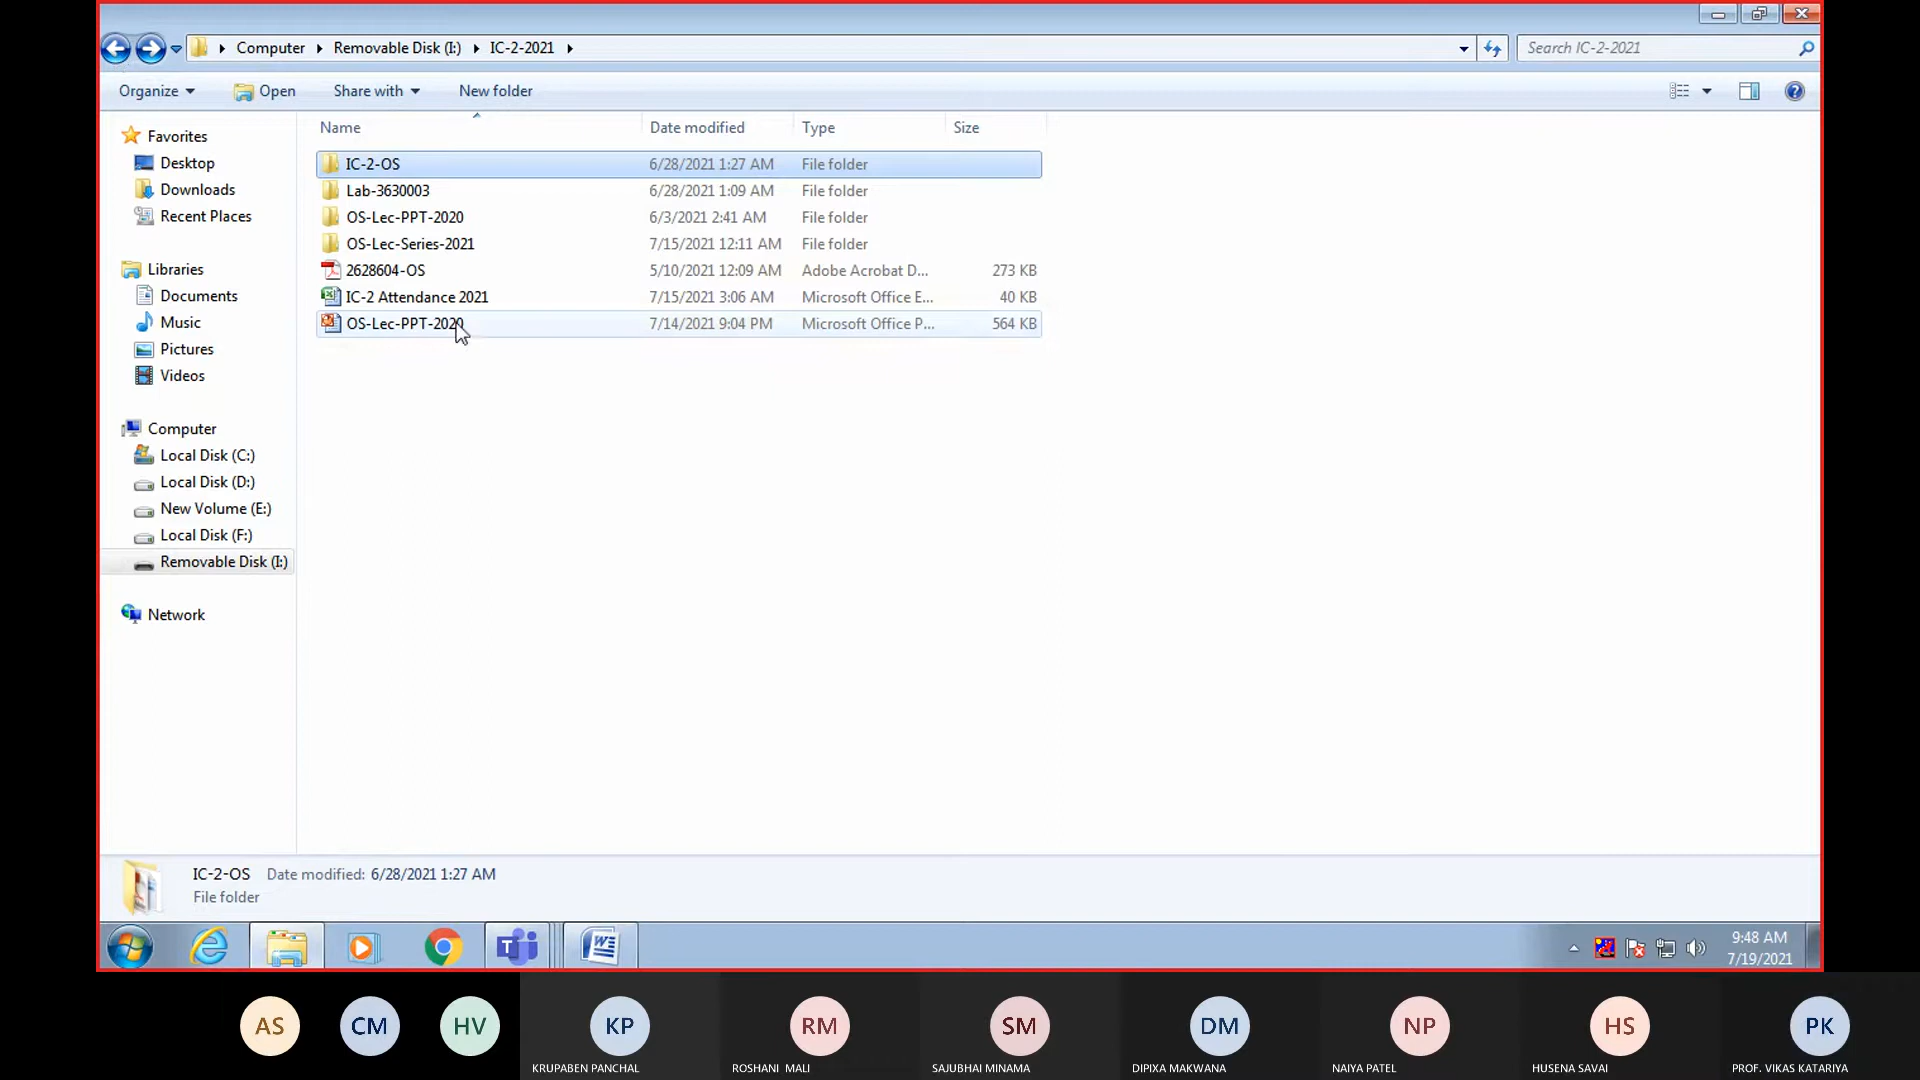 Computer Removable Disk (I:) IC-2-2021 Search IC-2-2021
Organize Open Share with New folder
Name Date modified Type Size
Favorites
Desktop
Downloads
Recent Places
Libraries
Documents
Music
Pictures
Videos
Computer
Local Disk (C:)
Local Disk (D:)
New Volume (E:)
Local Disk (F:)
Removable Disk (I:)
Network
IC-2-OS 6/28/2021 1:27 AM File folder
Lab-3630003 6/28/2021 1:09 AM File folder
OS-Lec-PPT-2020 6/3/2021 2:41 AM File folder
OS-Lec-Series-2021 7/15/2021 12:11 AM File folder
2628604-OS 5/10/2021 12:09 AM Adobe Acrobat D... 273 KB
IC-2 Attendance 2021 7/15/2021 3:06 AM Microsoft Office E... 40 KB
OS-Lec-PPT-2020 7/14/2021 9:04 PM Microsoft Office P... 564 KB
IC-2-OS Date modified: 6/28/2021 1:27 AM
File folder
9:48 AM
7/19/2021
AS CM HV KP RM SM DM NP HS PK
KRUPABEN PANCHAL ROSHANI MALI SAJUBHAI MINAMA DIPIXA MAKWANA NAIYA PATEL HUSENA SAVAI PROF. VIKAS KATARIYA